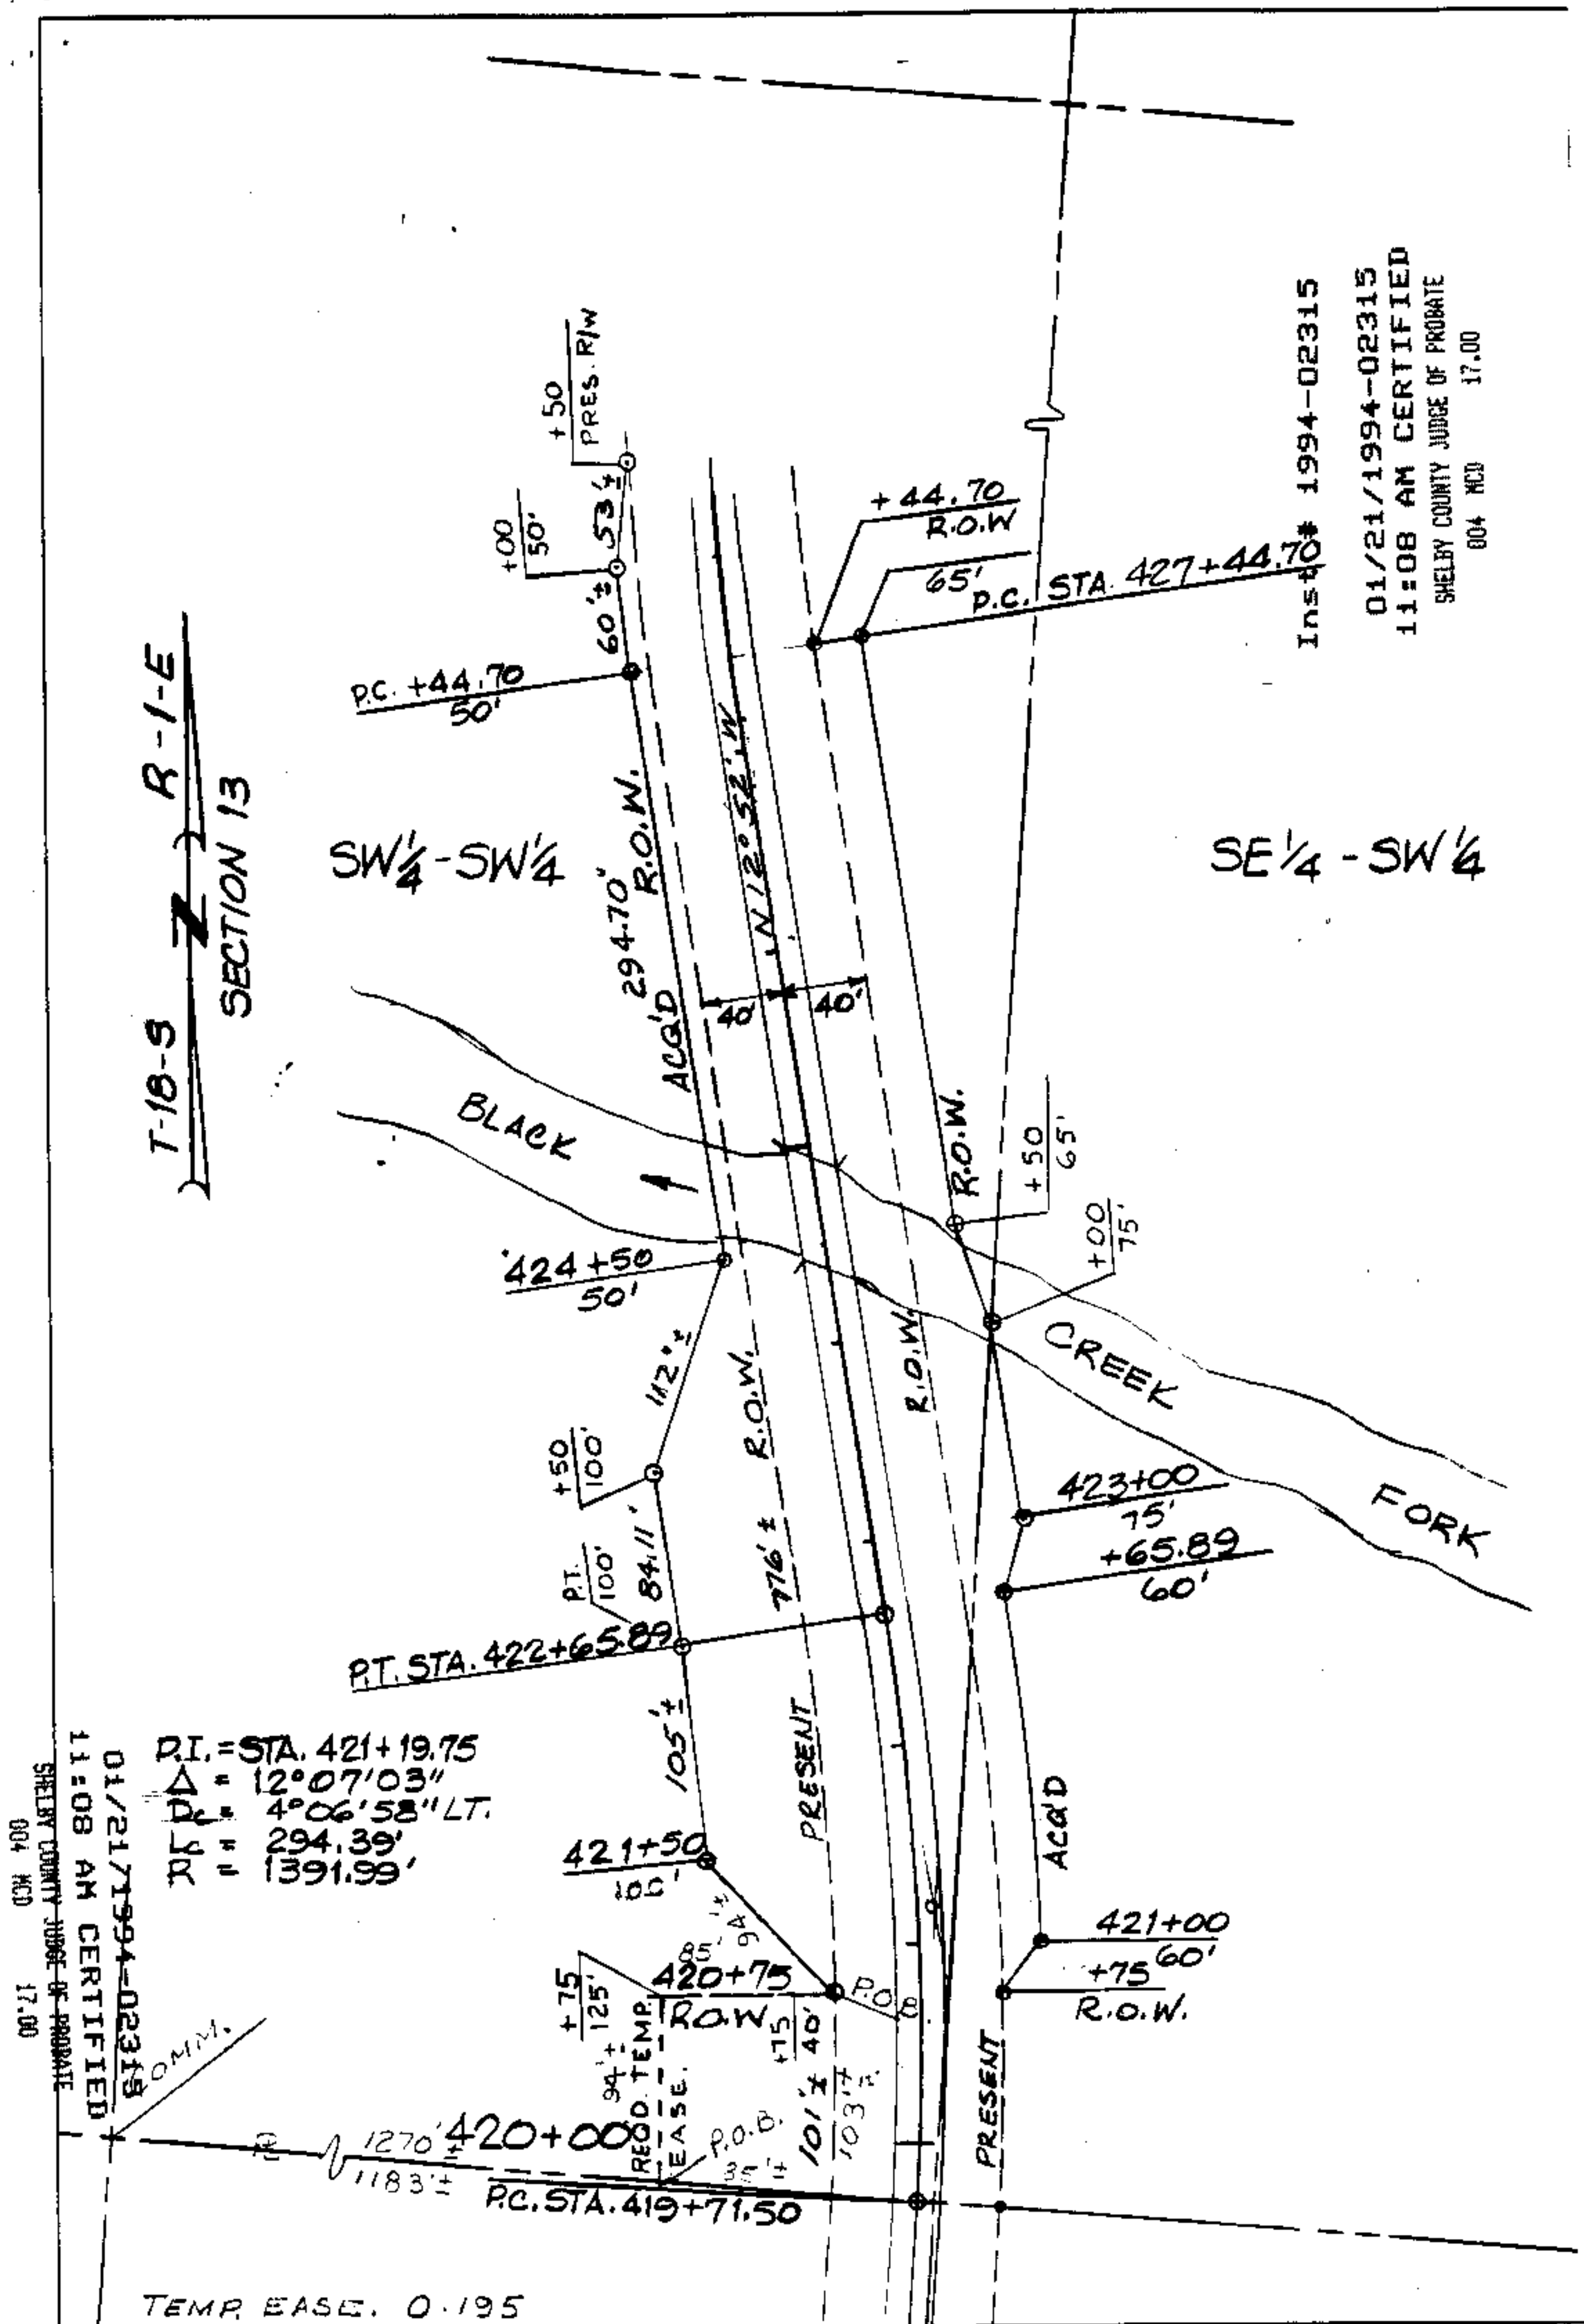 +50
PRES. R/W
+00
50'
53'±
60'±
P.C. +44.70
50'
+44.70
R.O.W
65'
P.C. STA. 427+44.70
Inst # 1994-02315
01/21/1994-02315
11:08 AM CERTIFIED
SHELBY COUNTY JUDGE OF PROBATE
004 MCD 17.00
T-18-S R-1-E
SECTION 13
SW¼-SW¼
SE¼-SW¼
294.70'
ACQ'D R.O.W.
N 12° 52' W
40'
40'
BLACK
CREEK
FORK
R.O.W.
+50
65'
+00
75'
424+50
50'
112'±
R.O.W.
R.O.W.
+50
100'
84.11'
776'±
423+00
75'
+65.89
60'
P.T.
100'
P.T. STA. 422+65.89
105'±
PRESENT
ACQ'D
P.I. = STA. 421+19.75
Δ = 12°07'03"
Dc = 4°06'58" LT.
Lc = 294.39'
R = 1391.99'
421+50
100'
94'±
85'
421+00
60'
+75
R.O.W.
+75
125'
420+75
R.O.W.
P.O.B
+75
40'
94'±
REQD. TEMP.
EASE.
101'±
103'±
PRESENT
01/21/1994-02315
11:08 AM CERTIFIED
SHELBY COUNTY JUDGE OF PROBATE
004 MCD 17.00
COMM.
1270'±
1183'±
420+00
P.O.B.
85'±
P.C. STA. 419+71.50
TEMP. EASE. 0.195